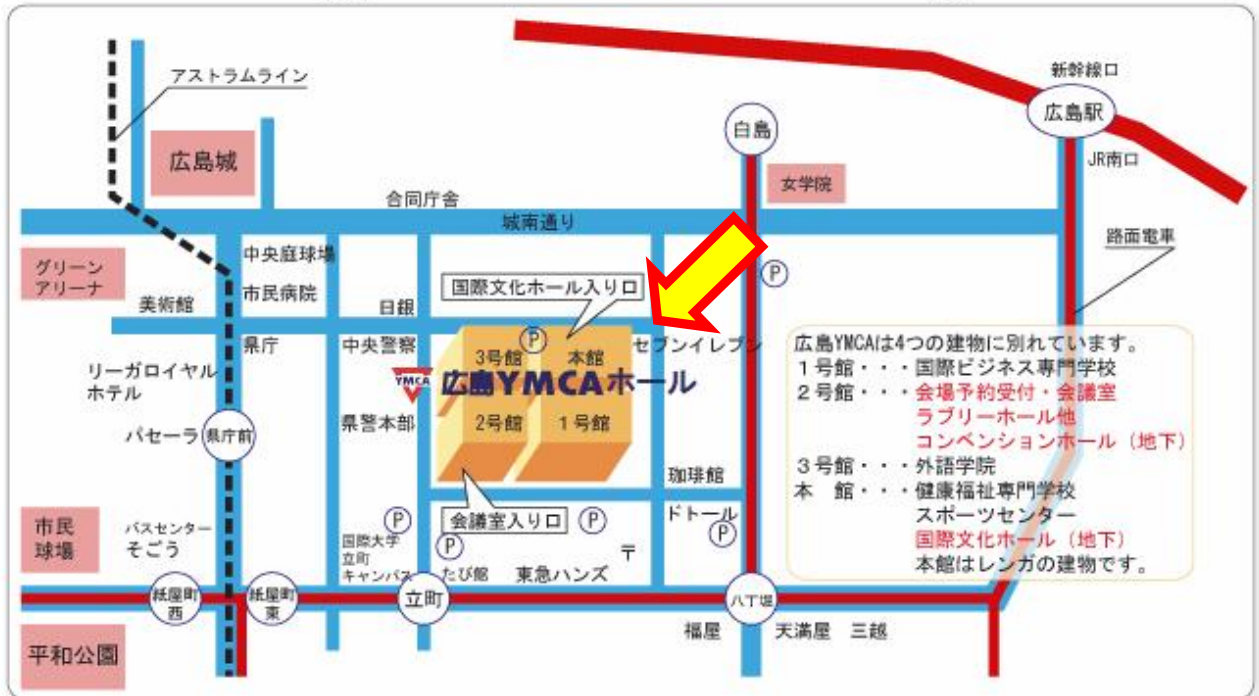 アストラムライン
新幹線口
広島駅
白島
JR南口
広島城
女学院
合同庁舎
城南通り
路面電車
グリーン
アリーナ
中央庭球場
市民病院
国際文化ホール入り口
P
美術館
日銀
県庁
中央警察
3号館
P
本館
セブンイレブン
リーガロイヤル
ホテル
YMCA
広島YMCAホール
県警本部
2号館
1号館
パセーラ
県庁前
珈琲館
広島YMCAは4つの建物に別れています。
1号館・・・国際ビジネス専門学校
2号館・・・会場予約受付・会議室
ラブリーホール他
コンベンションホール（地下）
3号館・・・外語学院
本　館・・・健康福祉専門学校
スポーツセンター
国際文化ホール（地下）
本館はレンガの建物です。
市民
球場
バスセンター
そごう
P
会議室入り口
P
ドトール
P
国際大学
立町
キャンパス
P
たび館
東急ハンズ
〒
紙屋町
西
紙屋町
東
立町
八丁堀
福屋
天満屋
三越
平和公園